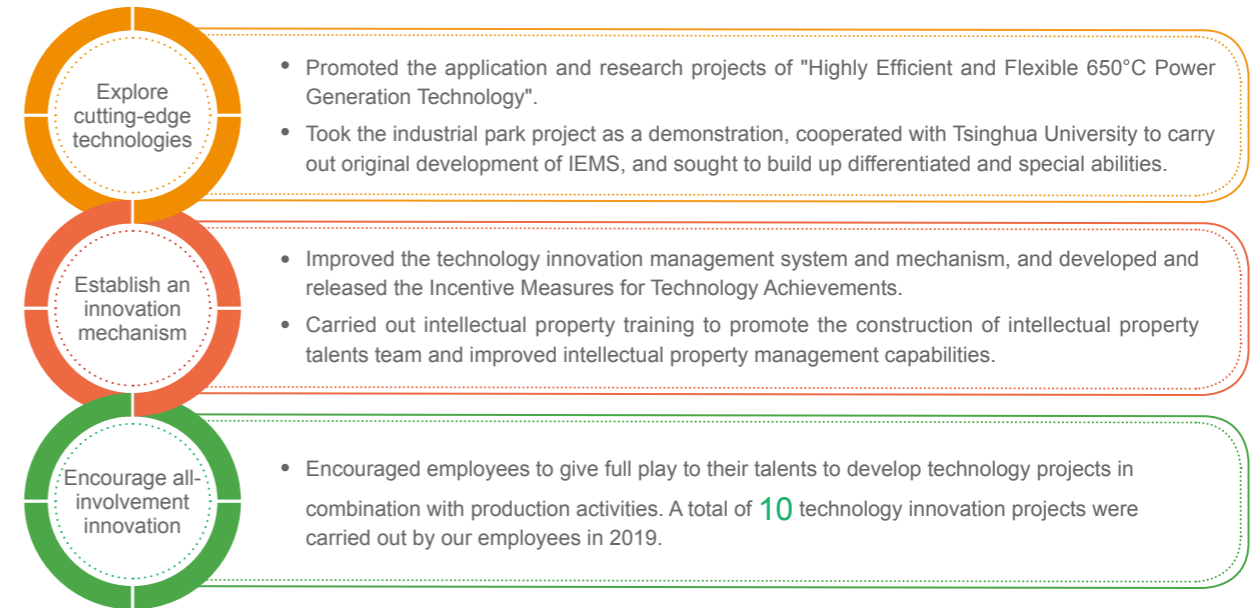 Explore
cutting-edge
technologies
• Promoted the application and research projects of "Highly Efficient and Flexible 650°C Power
Generation Technology".
• Took the industrial park project as a demonstration, cooperated with Tsinghua University to carry
out original development of IEMS, and sought to build up differentiated and special abilities.
Establish an
innovation
mechanism
• Improved the technology innovation management system and mechanism, and developed and
released the Incentive Measures for Technology Achievements.
• Carried out intellectual property training to promote the construction of intellectual property
talents team and improved intellectual property management capabilities.
Encourage all-
involvement
innovation
• Encouraged employees to give full play to their talents to develop technology projects in
combination with production activities. A total of 10 technology innovation projects were
carried out by our employees in 2019.